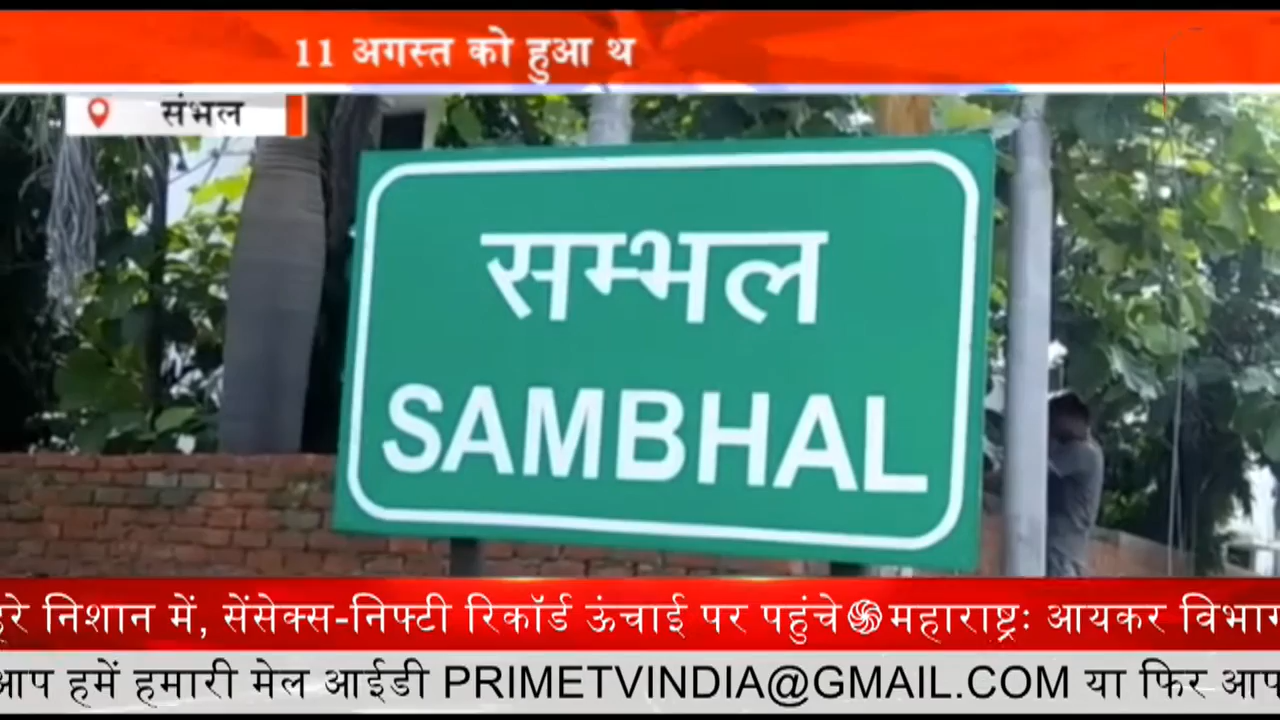 11 अगस्त को हुआ थ
संभल
सम्भल
SAMBHAL
निशान में, सेंसेक्स-निफ्टी रिकॉर्ड ऊंचाई पर पहुंचे֍महाराष्ट्रः आयकर विभाग
आप हमें हमारी मेल आईडी PRIMETVINDIA@GMAIL.COM या फिर आप